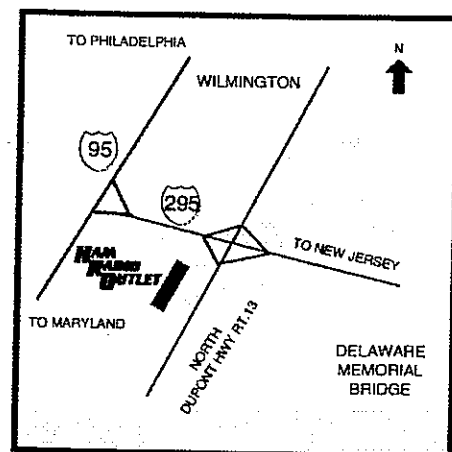 TO PHILADELPHIA
N
WILMINGTON
95
295
TO NEW JERSEY
HAM
RADIO
OUTLET
TO MARYLAND
NORTH
DUPONT HWY RT.13
DELAWARE
MEMORIAL
BRIDGE